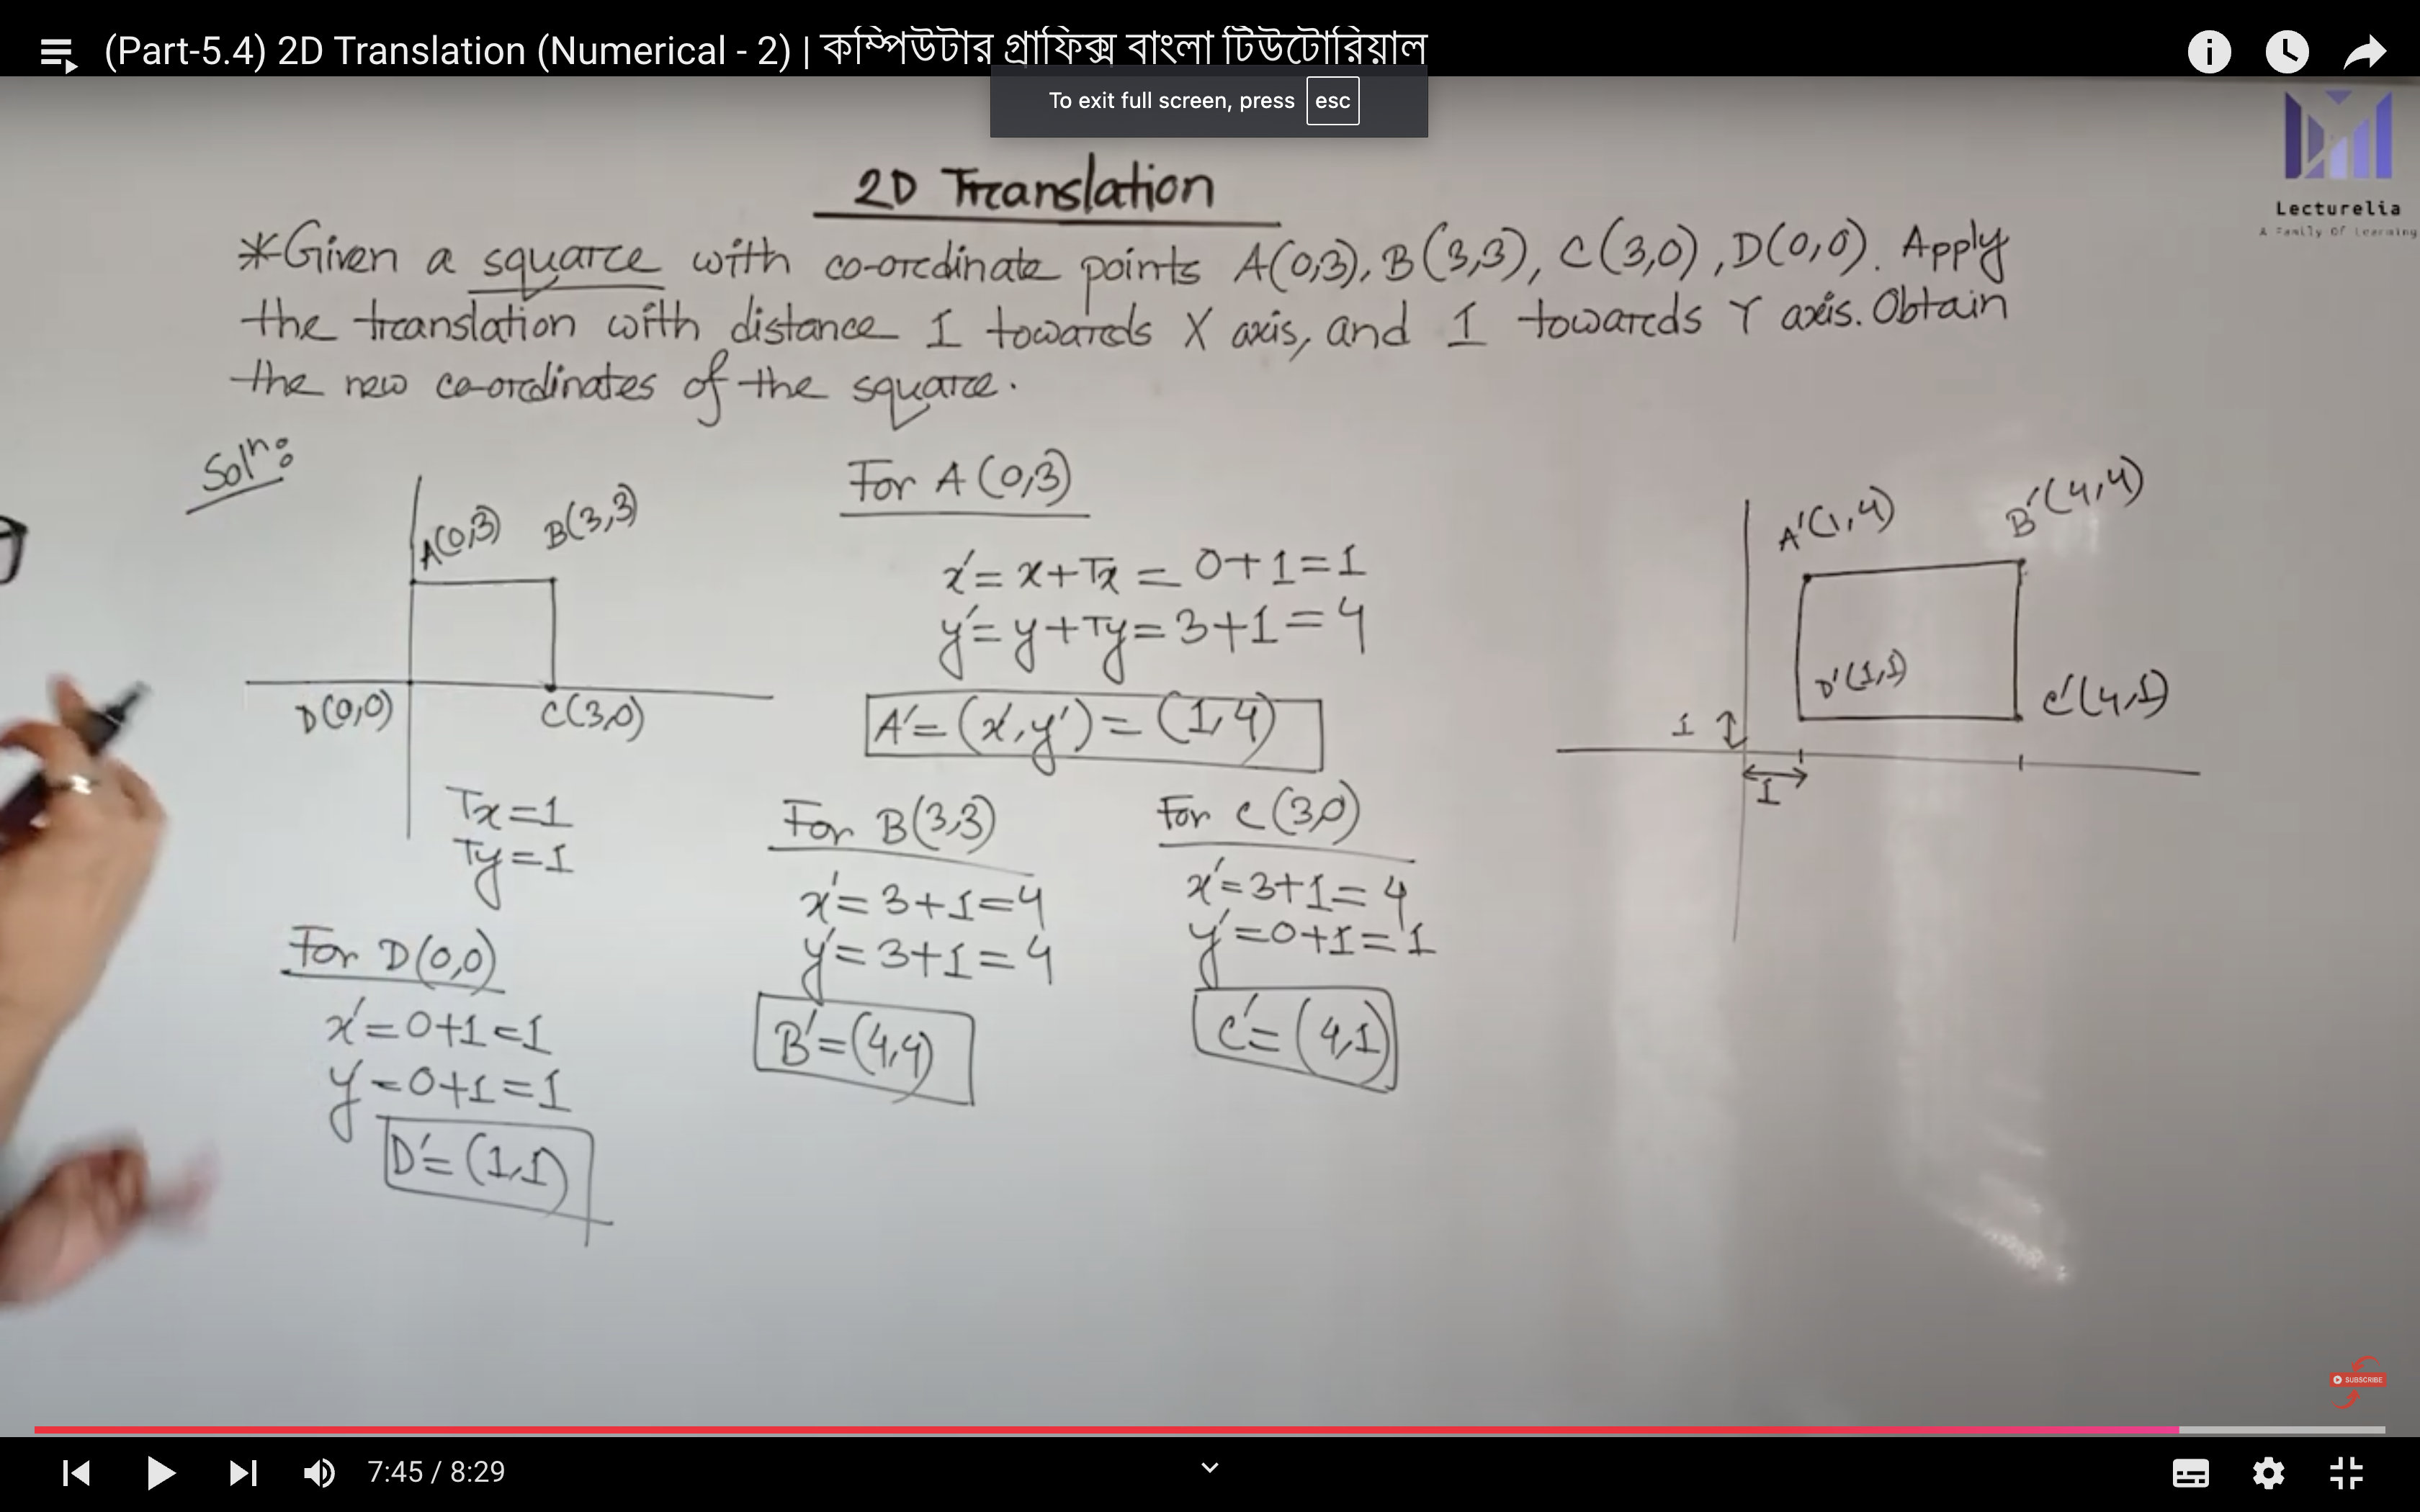 (Part-5.4) 2D Translation (Numerical - 2) | কম্পিউটার গ্রাফিক্স বাংলা টিউটোরিয়াল
To exit full screen, press esc
Lecturelia
A Family Of Learning
2D Translation
*Given a square with co-ordinate points A(0,3), B(3,3), C(3,0), D(0,0). Apply
the translation with distance 1 towards X axis, and 1 towards Y axis. Obtain
the new co-ordinates of the square.
Solⁿ:
A(0,3) B(3,3)
D(0,0) C(3,0)
Tx=1
Ty=1
For A(0,3)
x'= x+Tx = 0+1=1
y'= y+Ty= 3+1=4
A'= (x',y') = (1,4)
For B(3,3)
x'= 3+1=4
y'= 3+1=4
B'=(4,4)
For C(3,0)
x'=3+1= 4
y'=0+1=1
C'= (4,1)
For D(0,0)
x'=0+1=1
y'=0+1=1
D'= (1,1)
A'(1,4) B'(4,4)
D'(1,1) C'(4,1)
1
1
SUBSCRIBE
7:45 / 8:29